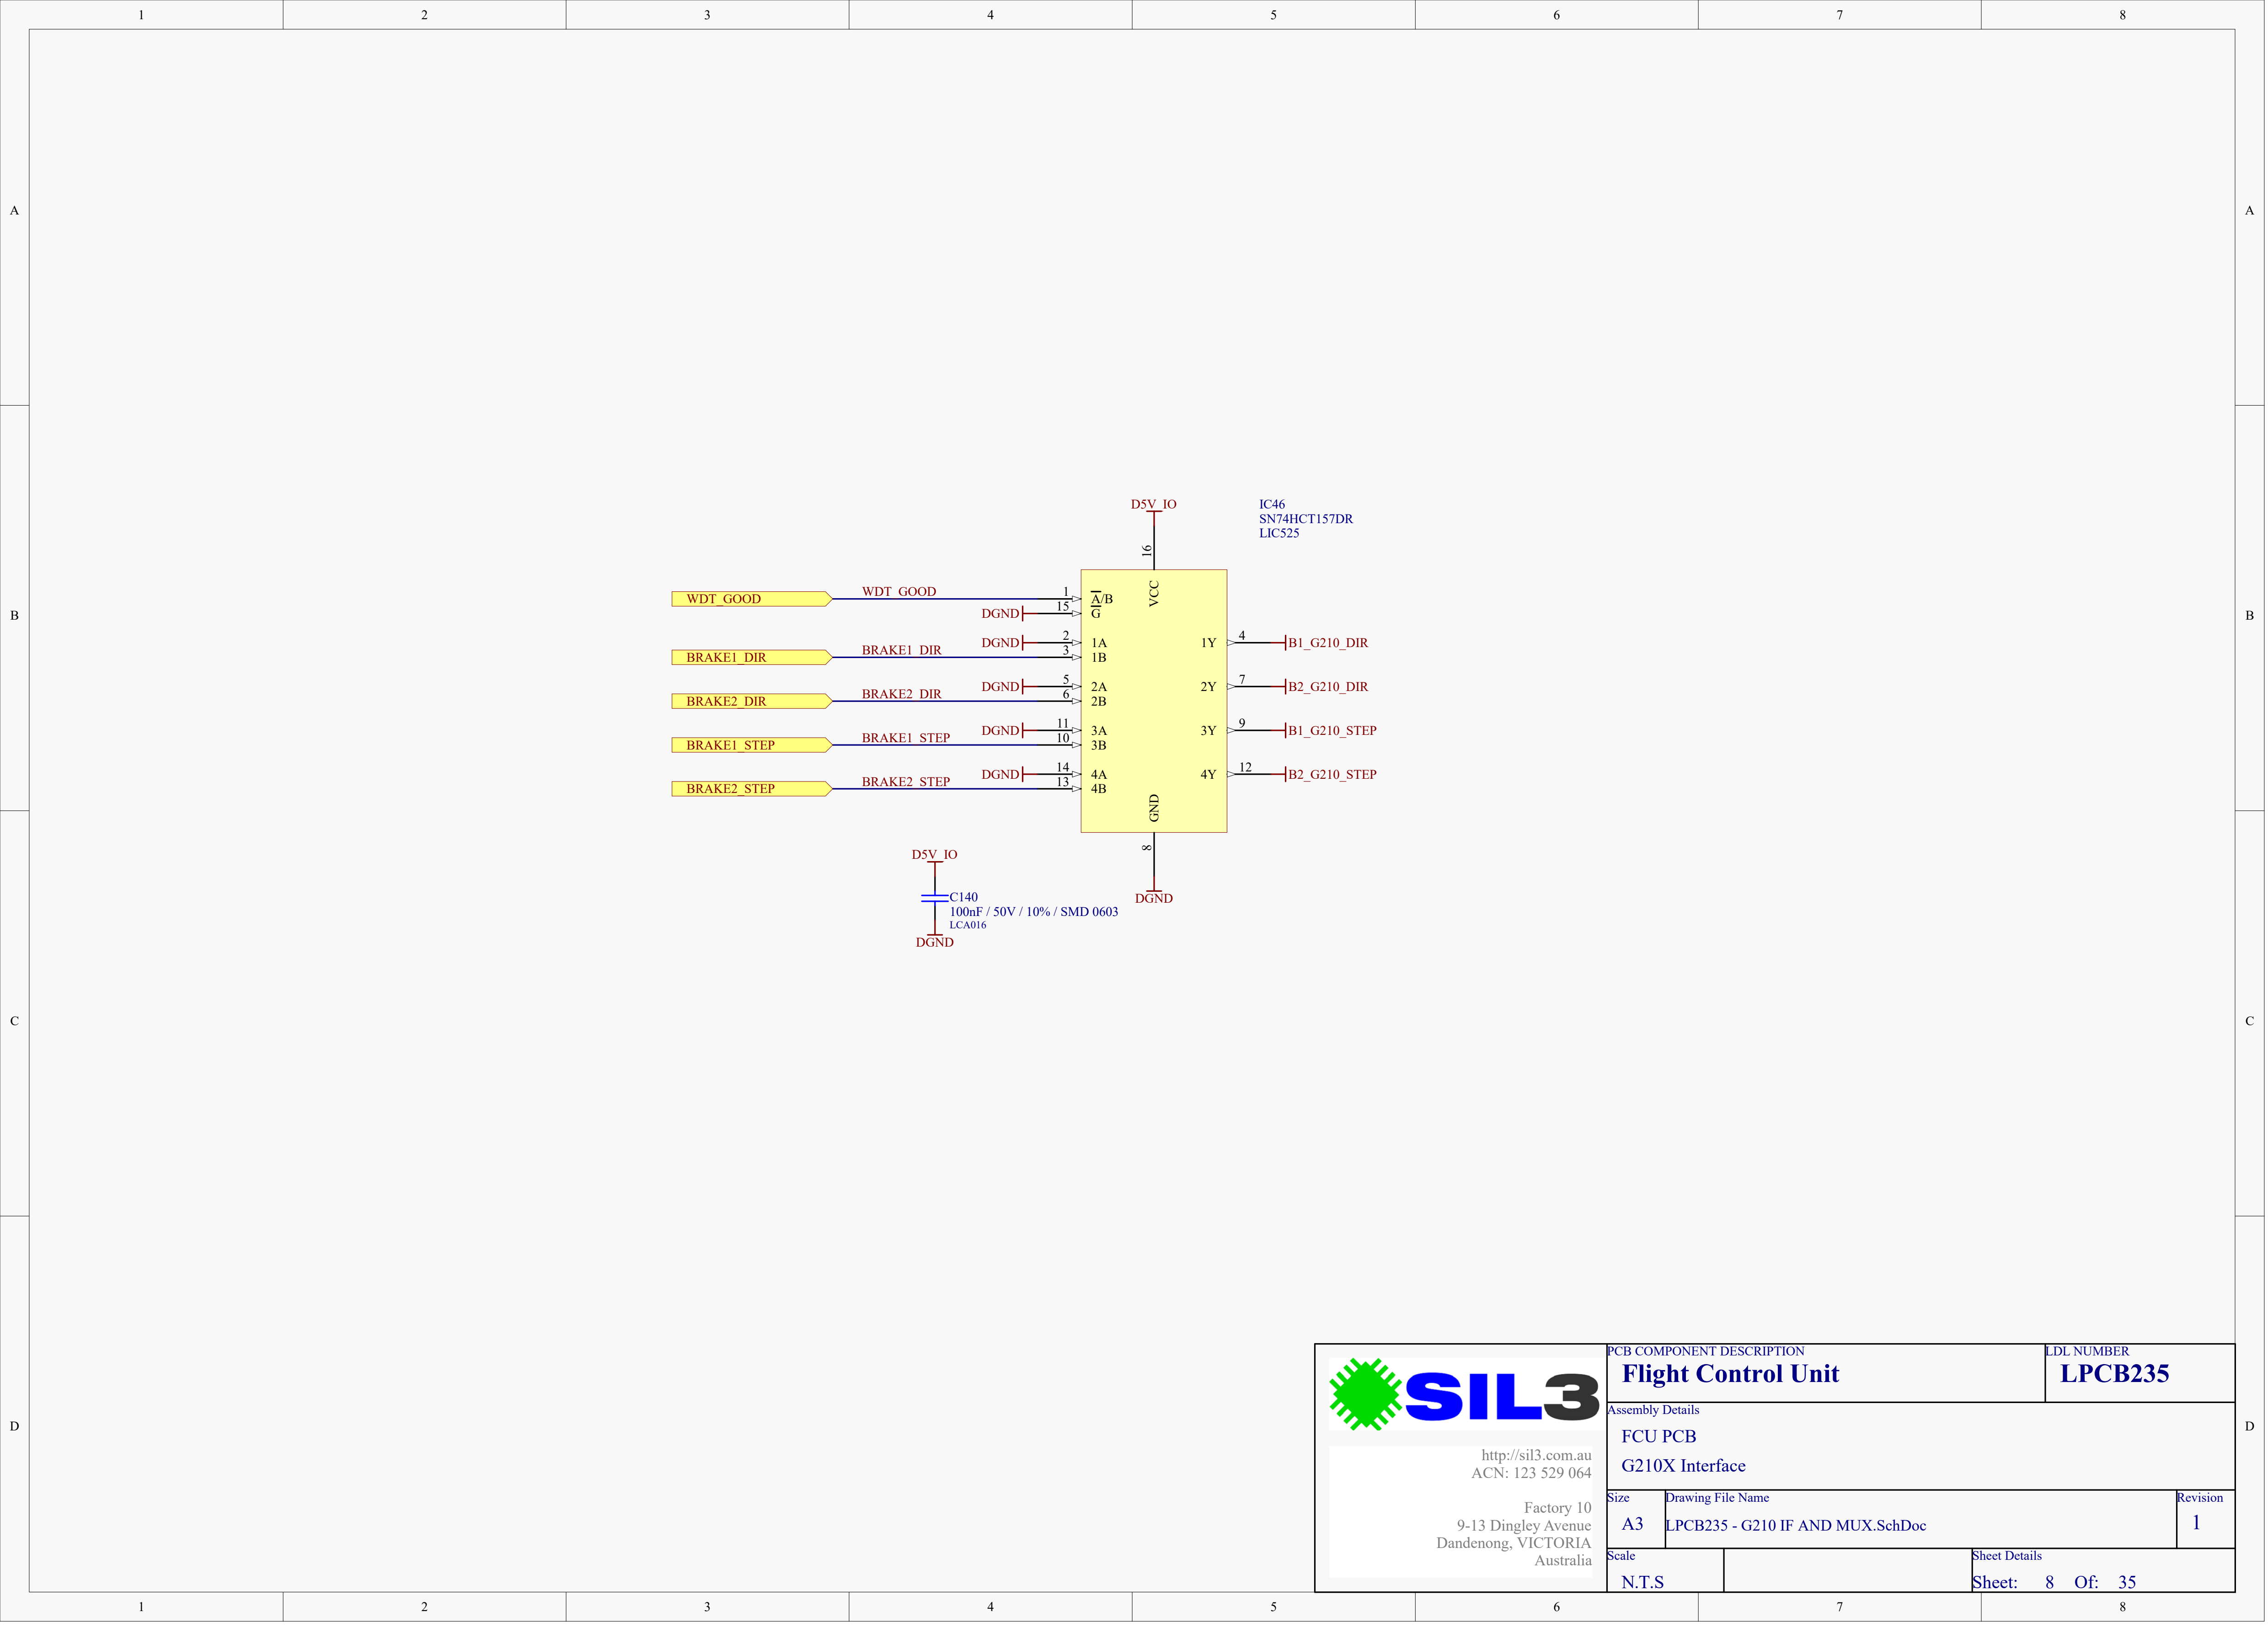 1 2 3 4 5 6 7 8
A A
D5V_IO
IC46
SN74HCT157DR
LIC525
16
VCC
WDT_GOOD WDT_GOOD 1 A/B
DGND 15 G
B B
DGND 2 1A 1Y 4 B1_G210_DIR
BRAKE1_DIR BRAKE1_DIR 3 1B
DGND 5 2A 2Y 7 B2_G210_DIR
BRAKE2_DIR BRAKE2_DIR 6 2B
DGND 11 3A 3Y 9 B1_G210_STEP
BRAKE1_STEP BRAKE1_STEP 10 3B
DGND 14 4A 4Y 12 B2_G210_STEP
BRAKE2_STEP BRAKE2_STEP 13 4B
GND
8
DGND
D5V_IO
C140
100nF / 50V / 10% / SMD 0603
LCA016
DGND
C C
D D
SIL3
http://sil3.com.au
ACN: 123 529 064
Factory 10
9-13 Dingley Avenue
Dandenong, VICTORIA
Australia
PCB COMPONENT DESCRIPTION
Flight Control Unit
LDL NUMBER
LPCB235
Assembly Details
FCU PCB
G210X Interface
Size
A3
Drawing File Name
LPCB235 - G210 IF AND MUX.SchDoc
Revision
1
Scale
N.T.S
Sheet Details
Sheet: 8 Of: 35
1 2 3 4 5 6 7 8